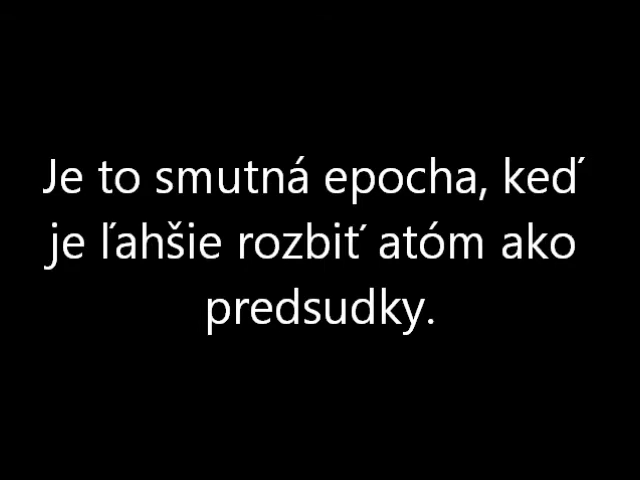 Je to smutná epocha, keď
je ľahšie rozbiť atóm ako
predsudky.